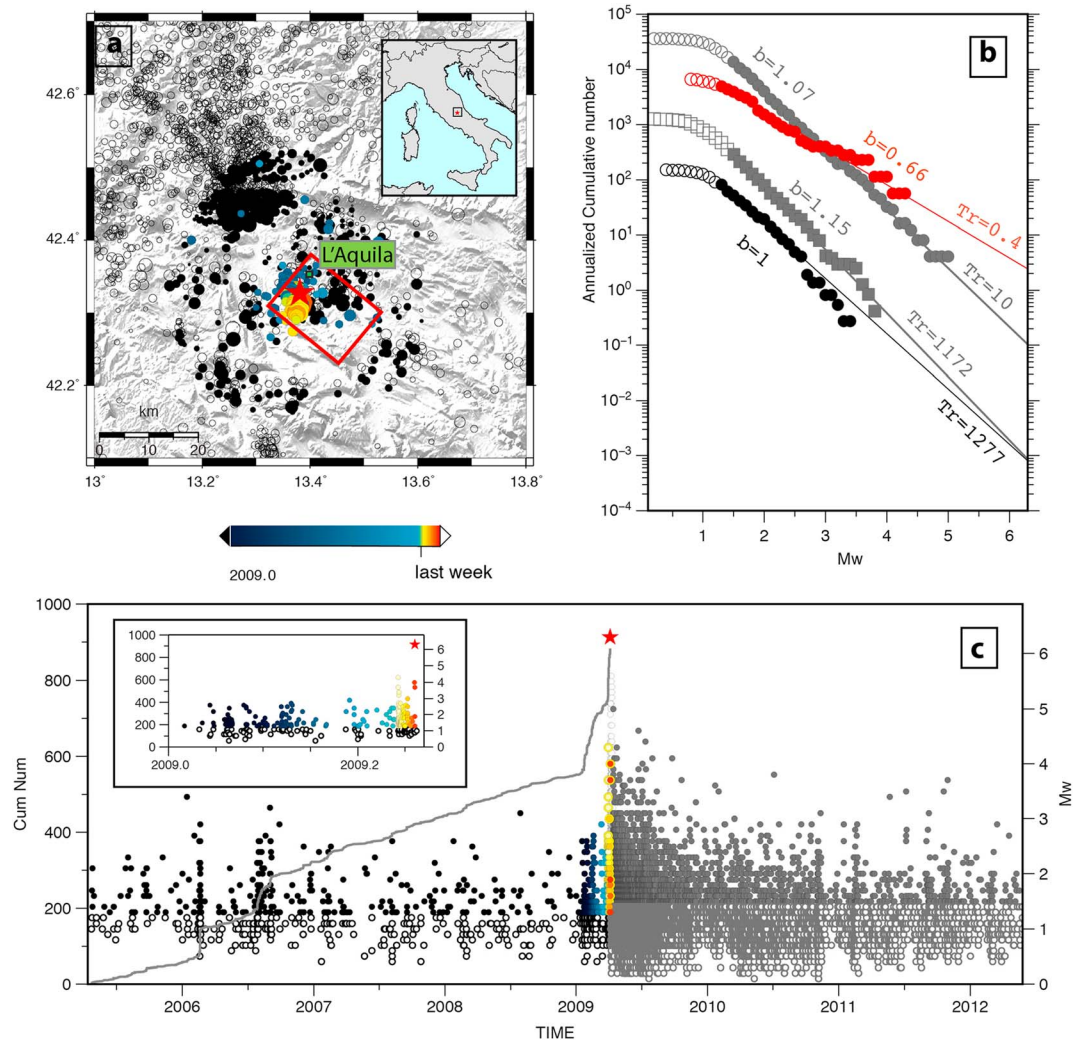 a
42.6
42.4
42.2
L'Aquila
km
0 10 20
13° 13.2 13.4 13.6 13.8
2009.0
last week
b
Annualized Cumulative number
10^5
10^4
10^3
10^2
10^1
10^0
10^-1
10^-2
10^-3
10^-4
b=1.07
b=0.66
b=1.15
b=1
Tr=0.4
Tr=10
Tr=1172
Tr=1277
1 2 3 4 5 6
Mw
c
Cum Num
1000
800
600
400
200
0
1000
800
600
400
200
0
6
5
4
3
2
1
0
2009.0 2009.2
6
5
4
3
2
1
0
Mw
2006 2007 2008 2009 2010 2011 2012
TIME